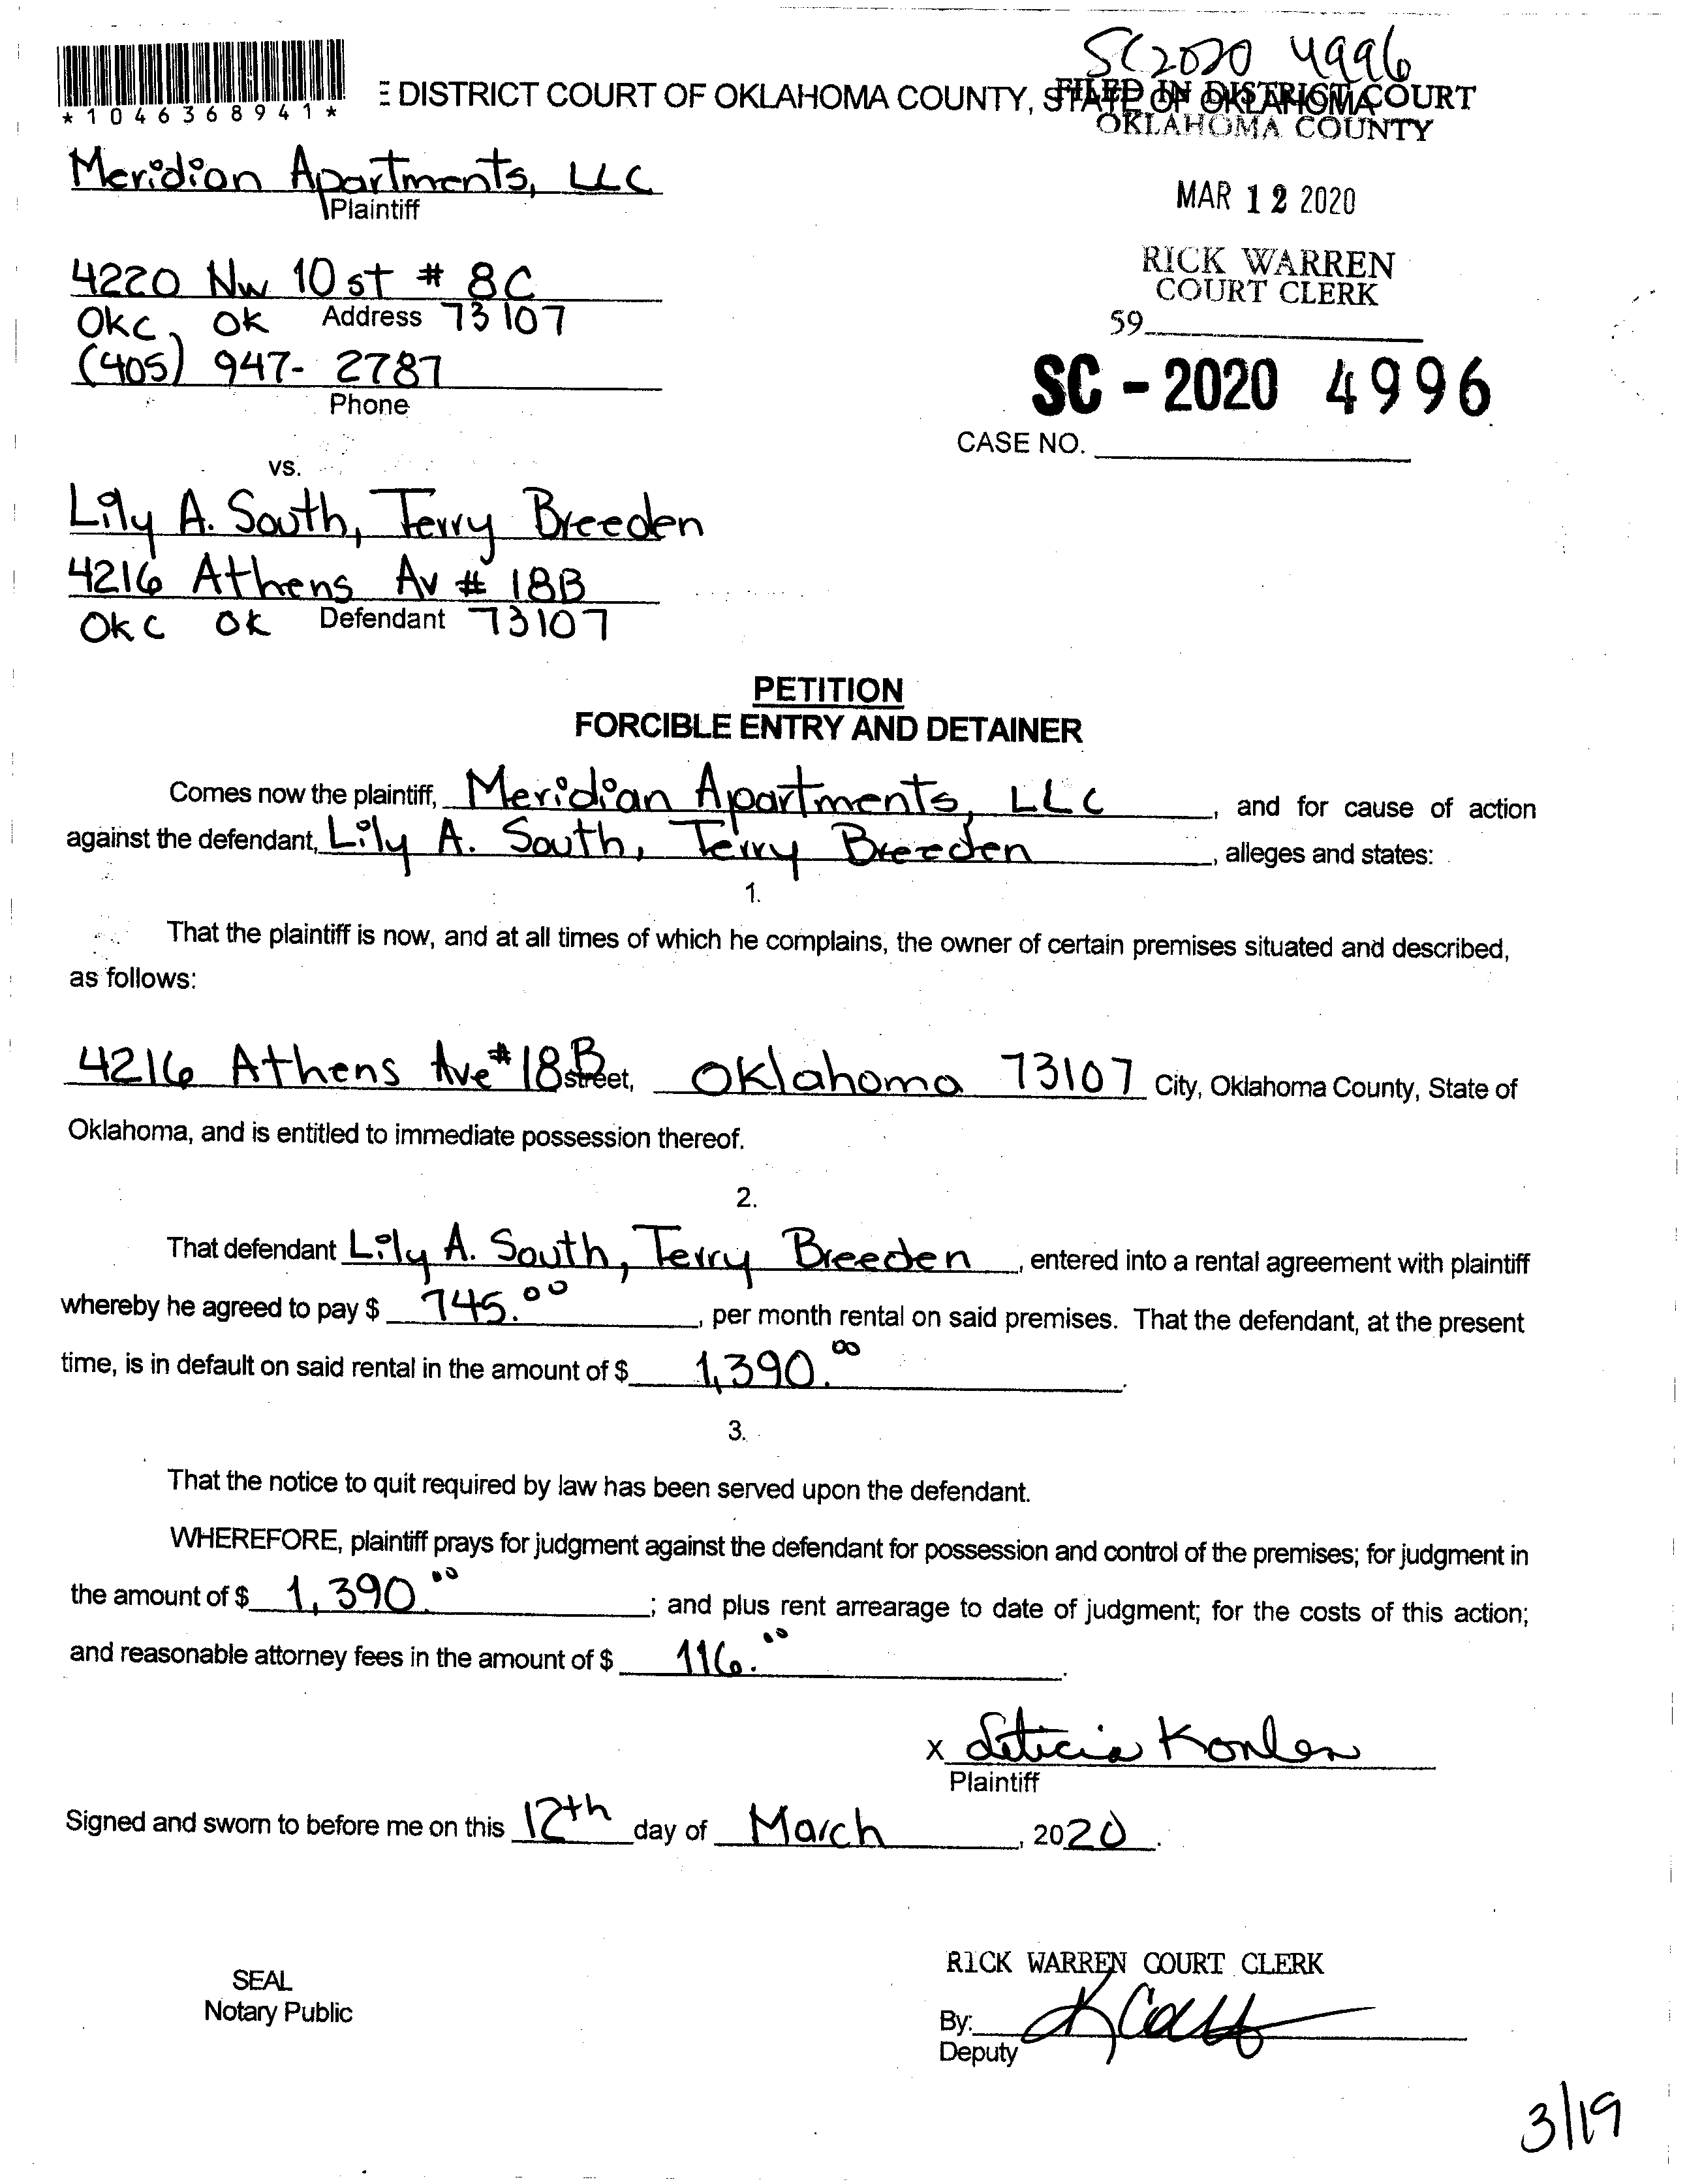 SC2020 4996
*1046368941*
E DISTRICT COURT OF OKLAHOMA COUNTY, STATE OF OKLAHOMA
FILED IN DISTRICT COURT
OKLAHOMA COUNTY
Meridian Apartments, LLC
Plaintiff
MAR 12 2020
RICK WARREN
COURT CLERK
59
4220 NW 10 st # 8C
OKC, OK Address 73107
(405) 947-2787
Phone
SC - 2020 4996
CASE NO.
vs.
Lily A. South, Terry Breeden
4216 Athens Av # 18B
OKC OK Defendant 73107
PETITION
FORCIBLE ENTRY AND DETAINER
Comes now the plaintiff, Meridian Apartments, LLC, and for cause of action
against the defendant, Lily A. South, Terry Breeden, alleges and states:
1.
That the plaintiff is now, and at all times of which he complains, the owner of certain premises situated and described,
as follows:
4216 Athens Ave #18B street, Oklahoma 73107 City, Oklahoma County, State of
Oklahoma, and is entitled to immediate possession thereof.
2.
That defendant Lily A. South, Terry Breeden, entered into a rental agreement with plaintiff
whereby he agreed to pay $ 745.00, per month rental on said premises. That the defendant, at the present
time, is in default on said rental in the amount of $ 1,390.00.
3.
That the notice to quit required by law has been served upon the defendant.
WHEREFORE, plaintiff prays for judgment against the defendant for possession and control of the premises; for judgment in
the amount of $ 1,390.00; and plus rent arrearage to date of judgment; for the costs of this action;
and reasonable attorney fees in the amount of $ 116.00.
x Leticia
Plaintiff
Signed and sworn to before me on this 12th day of March, 2020.
RICK WARREN COURT CLERK
SEAL
Notary Public
By:
Deputy
3/19